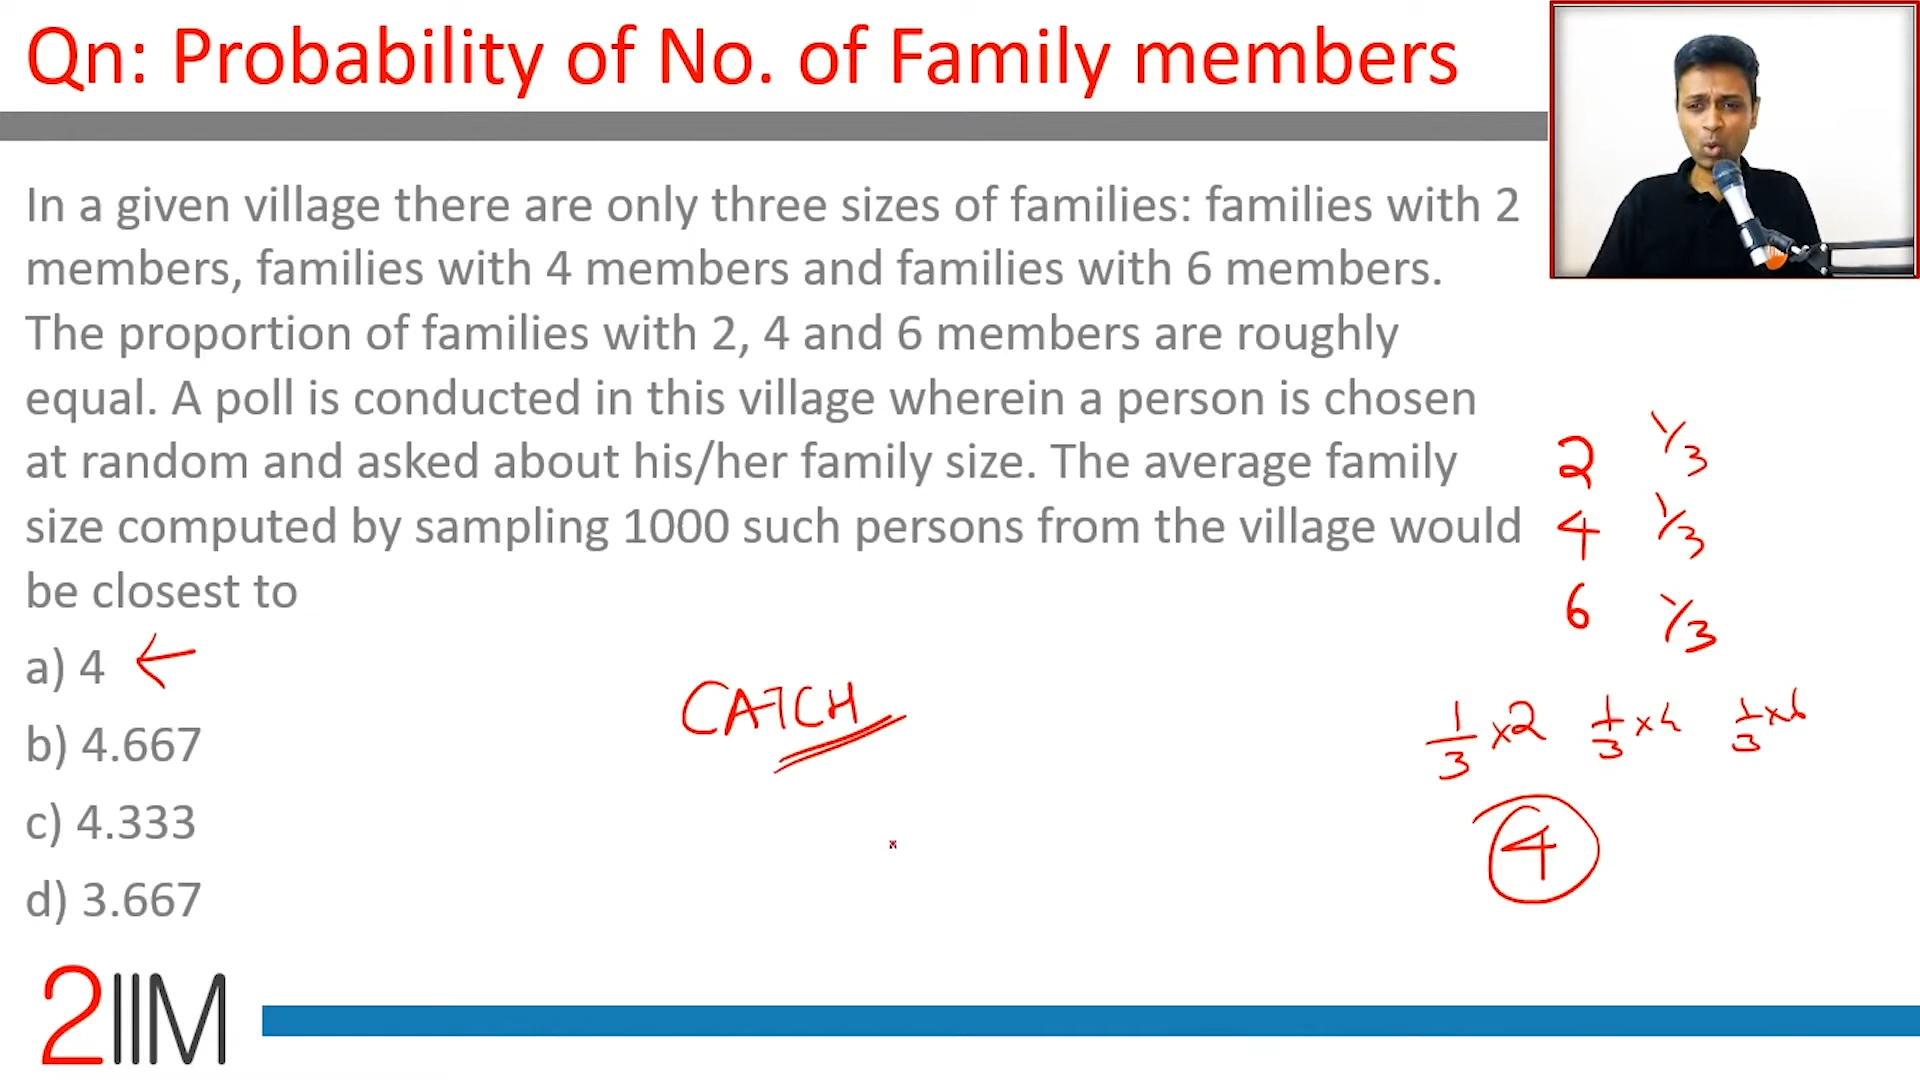 Qn: Probability of No. of Family members
In a given village there are only three sizes of families: families with 2
members, families with 4 members and families with 6 members.
The proportion of families with 2, 4 and 6 members are roughly
equal. A poll is conducted in this village wherein a person is chosen
at random and asked about his/her family size. The average family
size computed by sampling 1000 such persons from the village would
be closest to
a) 4
b) 4.667
c) 4.333
d) 3.667
CATCH
2 1/3
4 1/3
6 1/3
1/3 ×2 1/3 ×4 1/3 ×6
4
2IIM